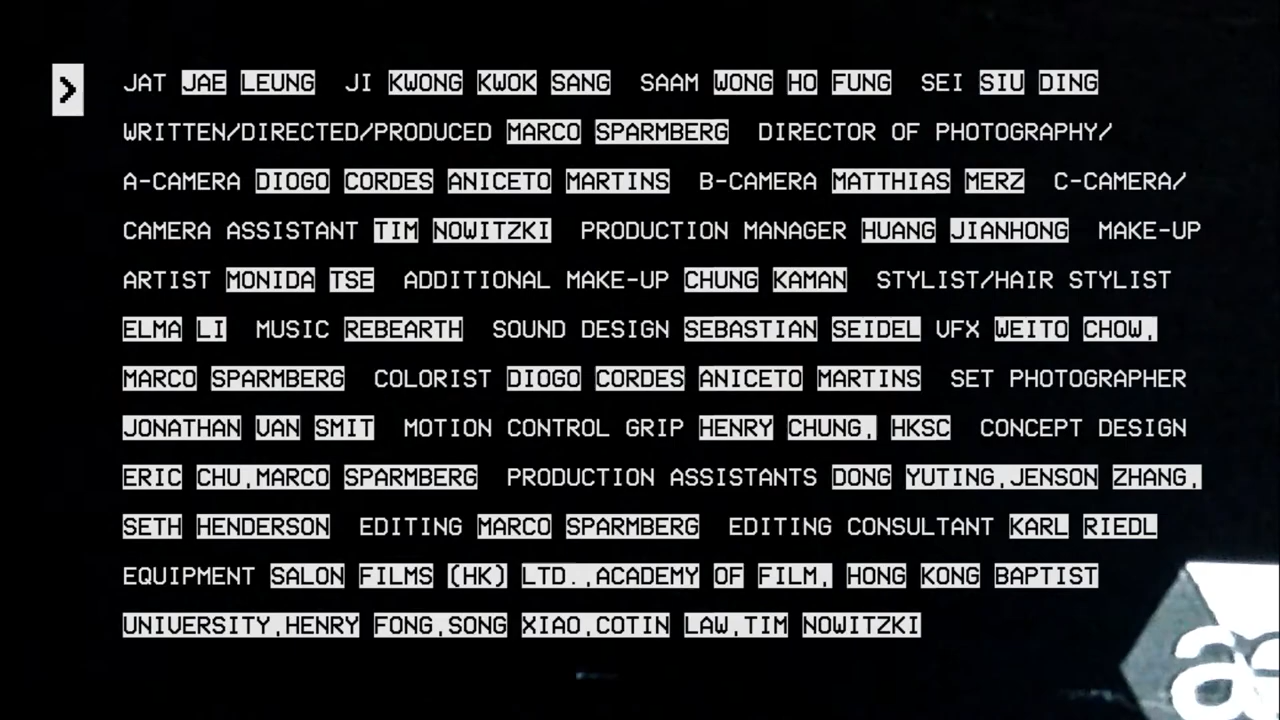 > JAT JAE LEUNG JI KWONG KWOK SANG SAAM WONG HO FUNG SEI SIU DING
WRITTEN/DIRECTED/PRODUCED MARCO SPARMBERG DIRECTOR OF PHOTOGRAPHY/
A-CAMERA DIOGO CORDES ANICETO MARTINS B-CAMERA MATTHIAS MERZ C-CAMERA/
CAMERA ASSISTANT TIM NOWITZKI PRODUCTION MANAGER HUANG JIANHONG MAKE-UP
ARTIST MONIDA TSE ADDITIONAL MAKE-UP CHUNG KAMAN STYLIST/HAIR STYLIST
ELMA LI MUSIC REBEARTH SOUND DESIGN SEBASTIAN SEIDEL VFX WEITO CHOW,
MARCO SPARMBERG COLORIST DIOGO CORDES ANICETO MARTINS SET PHOTOGRAPHER
JONATHAN VAN SMIT MOTION CONTROL GRIP HENRY CHUNG, HKSC CONCEPT DESIGN
ERIC CHU,MARCO SPARMBERG PRODUCTION ASSISTANTS DONG YUTING,JENSON ZHANG,
SETH HENDERSON EDITING MARCO SPARMBERG EDITING CONSULTANT KARL RIEDL
EQUIPMENT SALON FILMS (HK) LTD.,ACADEMY OF FILM, HONG KONG BAPTIST
UNIVERSITY,HENRY FONG,SONG XIAO,COTIN LAW,TIM NOWITZKI